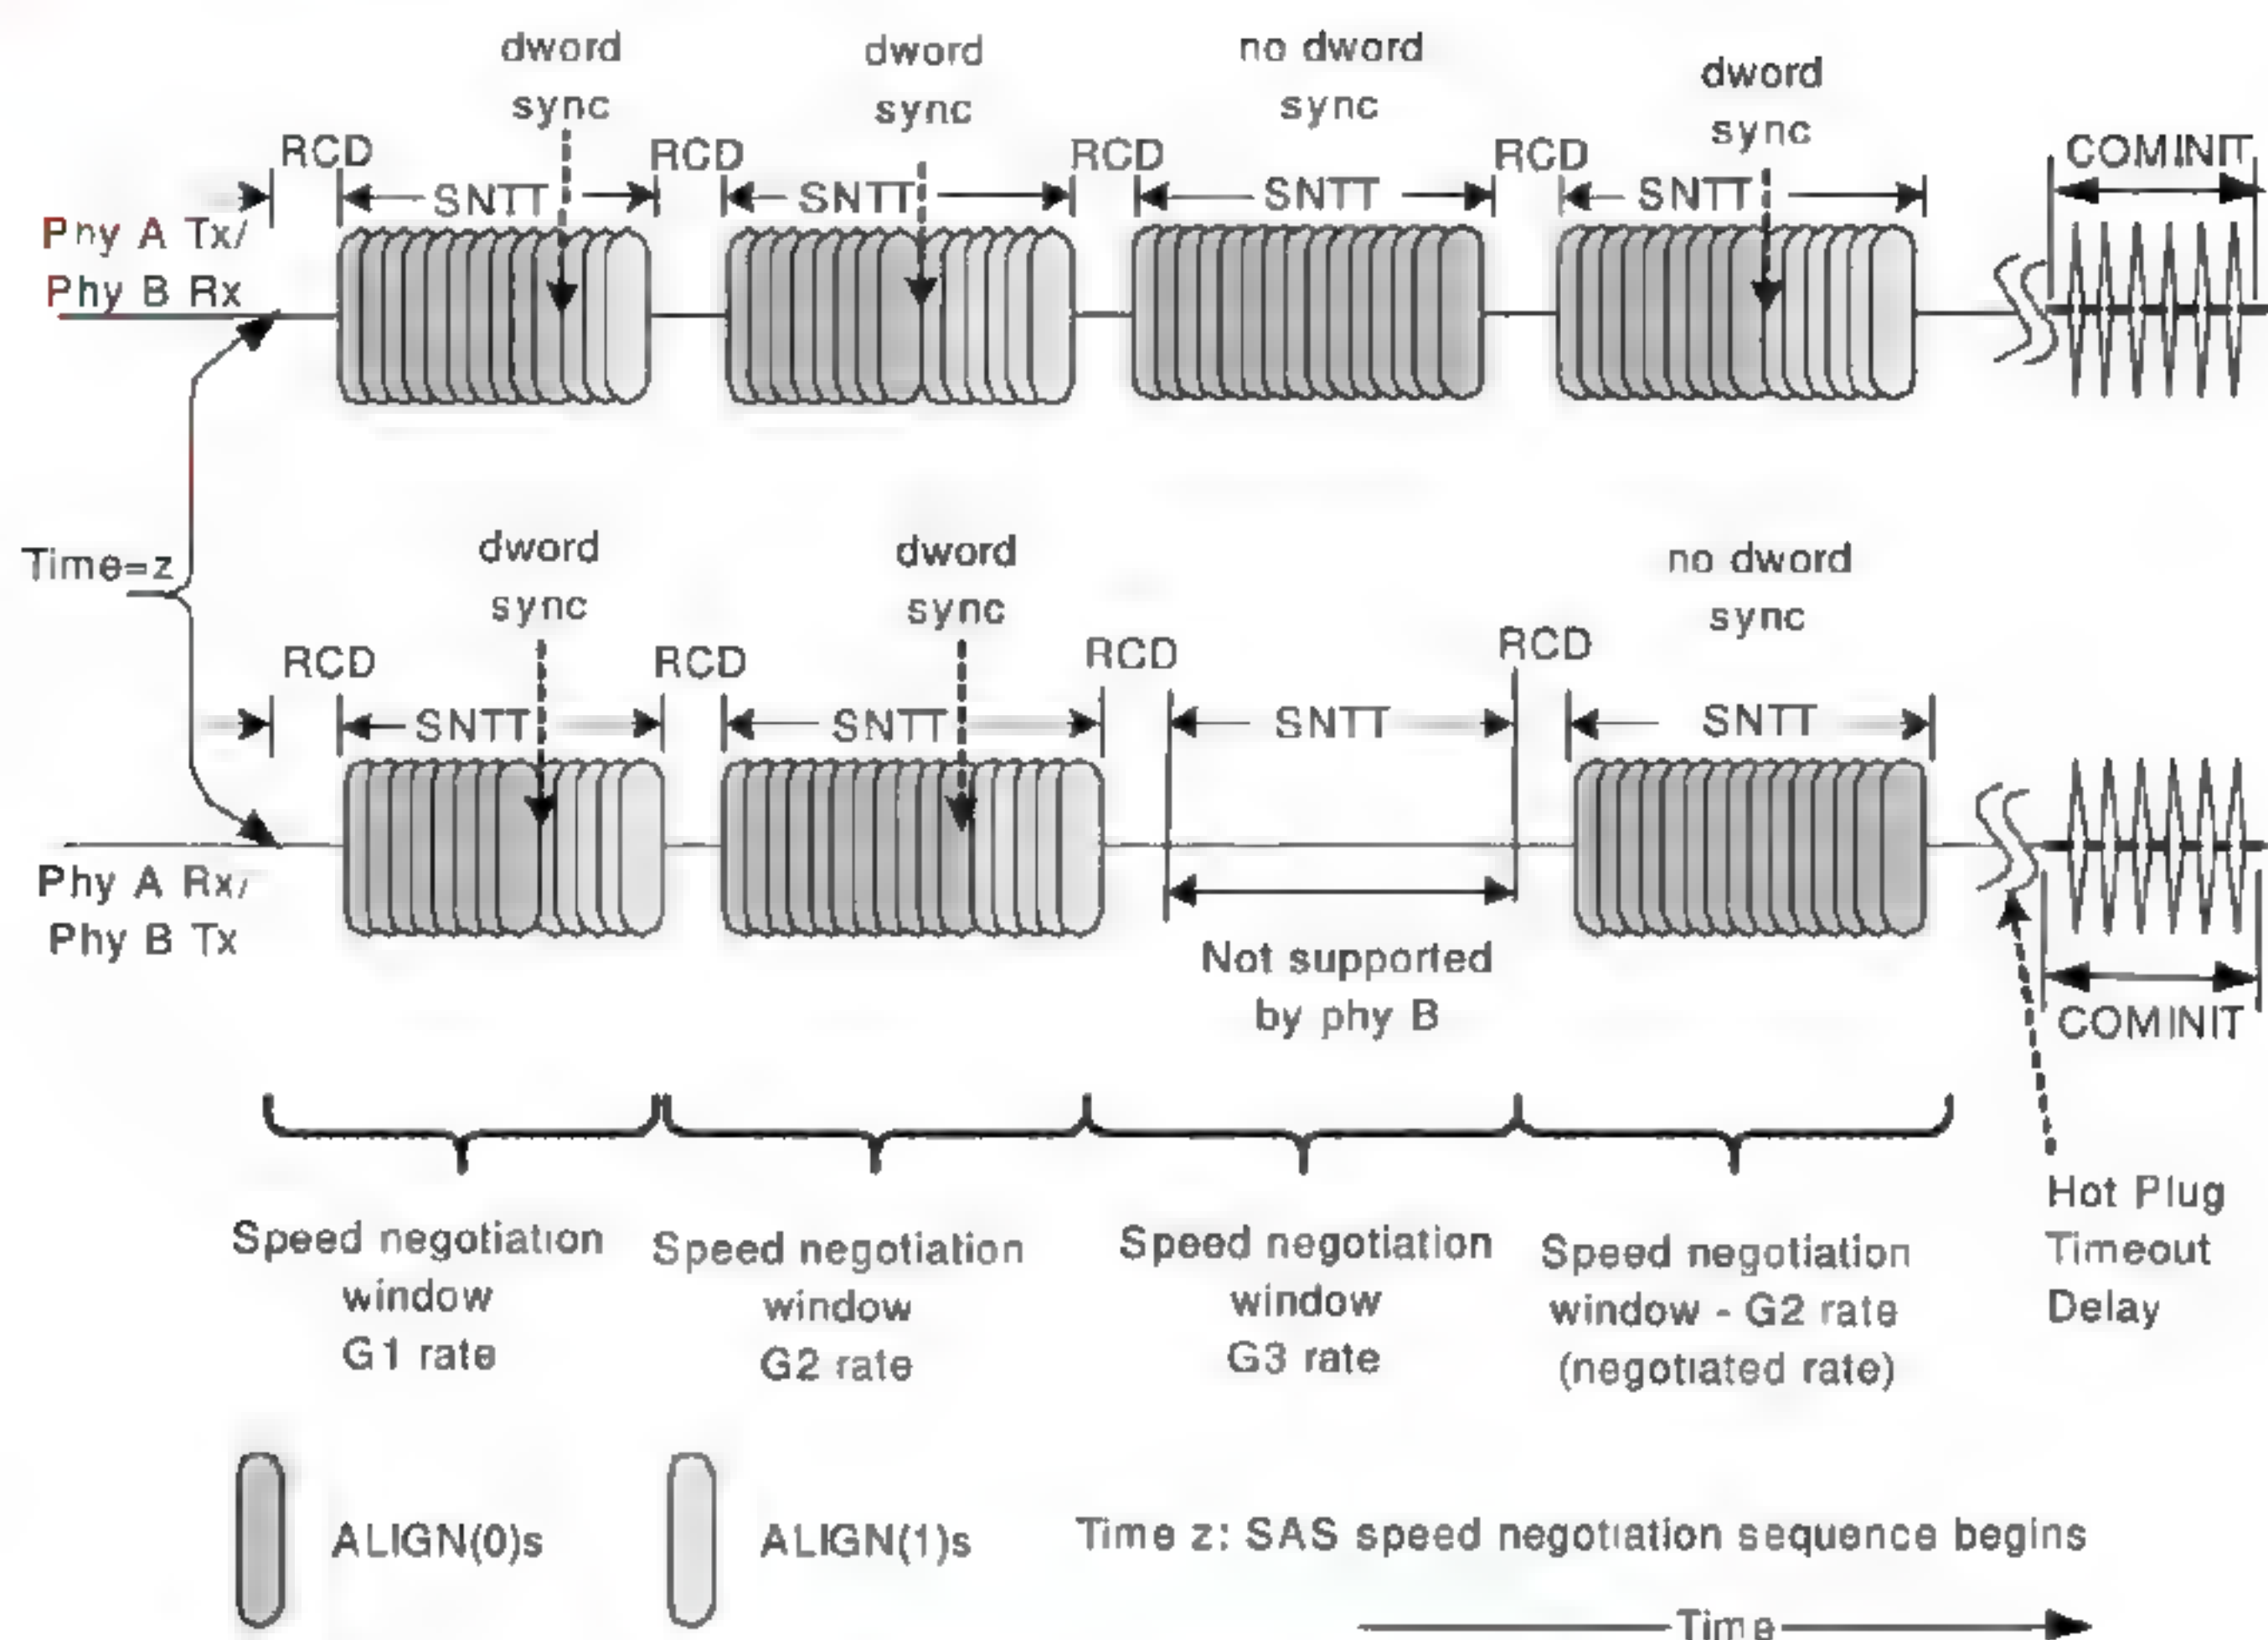 dword
sync
dword
sync
no dword
sync
dword
sync
RCD
RCD
RCD
RCD
COMINIT
SNTT
SNTT
SNTT
SNTT
Phy A Tx/
Phy B Rx
Time=z
dword
sync
dword
sync
no dword
sync
RCD
RCD
RCD
RCD
SNTT
SNTT
SNTT
SNTT
Phy A Rx/
Phy B Tx
Not supported
by phy B
COMINIT
Hot Plug
Timeout
Delay
Speed negotiation
window
G1 rate
Speed negotiation
window
G2 rate
Speed negotiation
window
G3 rate
Speed negotiation
window - G2 rate
(negotiated rate)
ALIGN(0)s
ALIGN(1)s
Time z: SAS speed negotiation sequence begins
Time